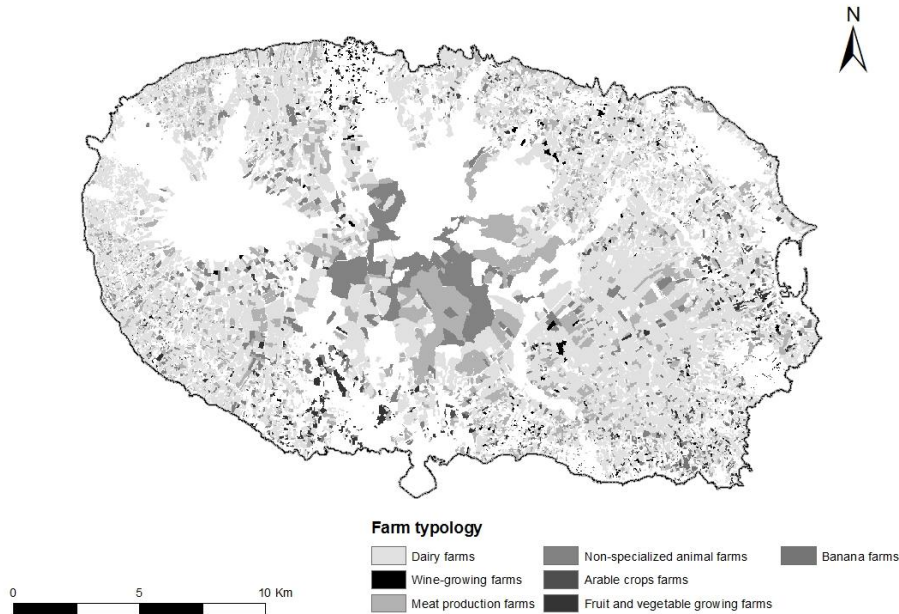 N
Farm typology
Dairy farms
Wine-growing farms
Meat production farms
Non-specialized animal farms
Arable crops farms
Fruit and vegetable growing farms
Banana farms
0 5 10 Km